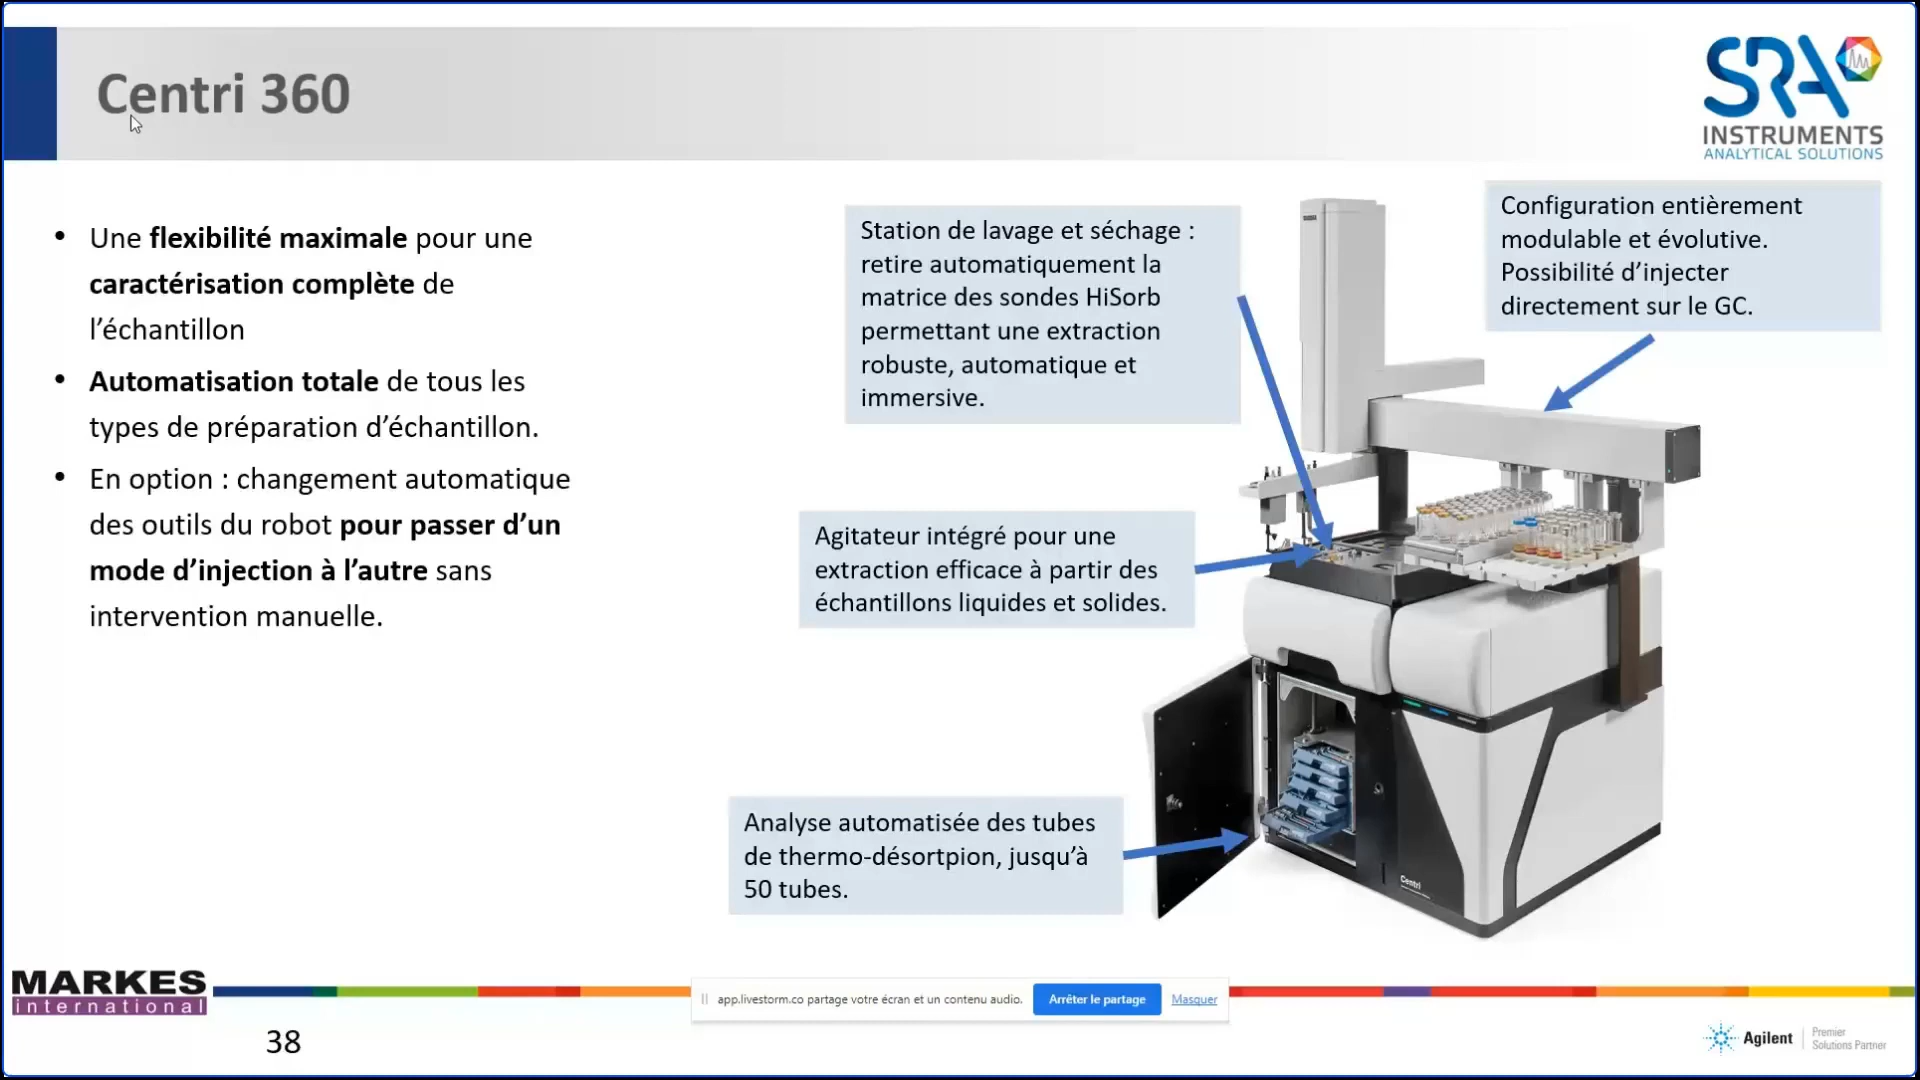 Centri 360
SRA
INSTRUMENTS
ANALYTICAL SOLUTIONS
• Une flexibilité maximale pour une
caractérisation complète de
l’échantillon
• Automatisation totale de tous les
types de préparation d’échantillon.
• En option : changement automatique
des outils du robot pour passer d’un
mode d’injection à l’autre sans
intervention manuelle.
Station de lavage et séchage :
retire automatiquement la
matrice des sondes HiSorb
permettant une extraction
robuste, automatique et
immersive.
Configuration entièrement
modulable et évolutive.
Possibilité d’injecter
directement sur le GC.
Agitateur intégré pour une
extraction efficace à partir des
échantillons liquides et solides.
Analyse automatisée des tubes
de thermo-désortpion, jusqu’à
50 tubes.
Centri
MARKES
international
app.livestorm.co partage votre écran et un contenu audio.
Arrêter le partage
Masquer
38
Agilent
Premier
Solutions Partner